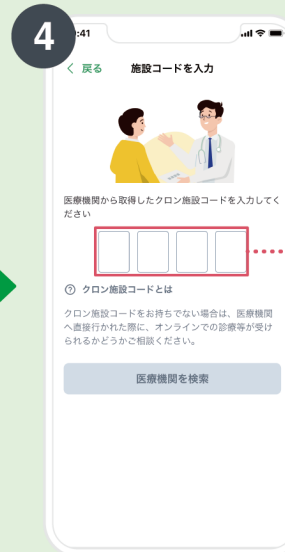 4
:41
戻る 施設コードを入力
医療機関から取得したクロン施設コードを入力してく
ださい
? クロン施設コードとは
クロン施設コードをお持ちでない場合は、医療機関
へ直接行かれた際に、オンラインでの診療等が受け
られるかどうかご相談ください。
医療機関を検索